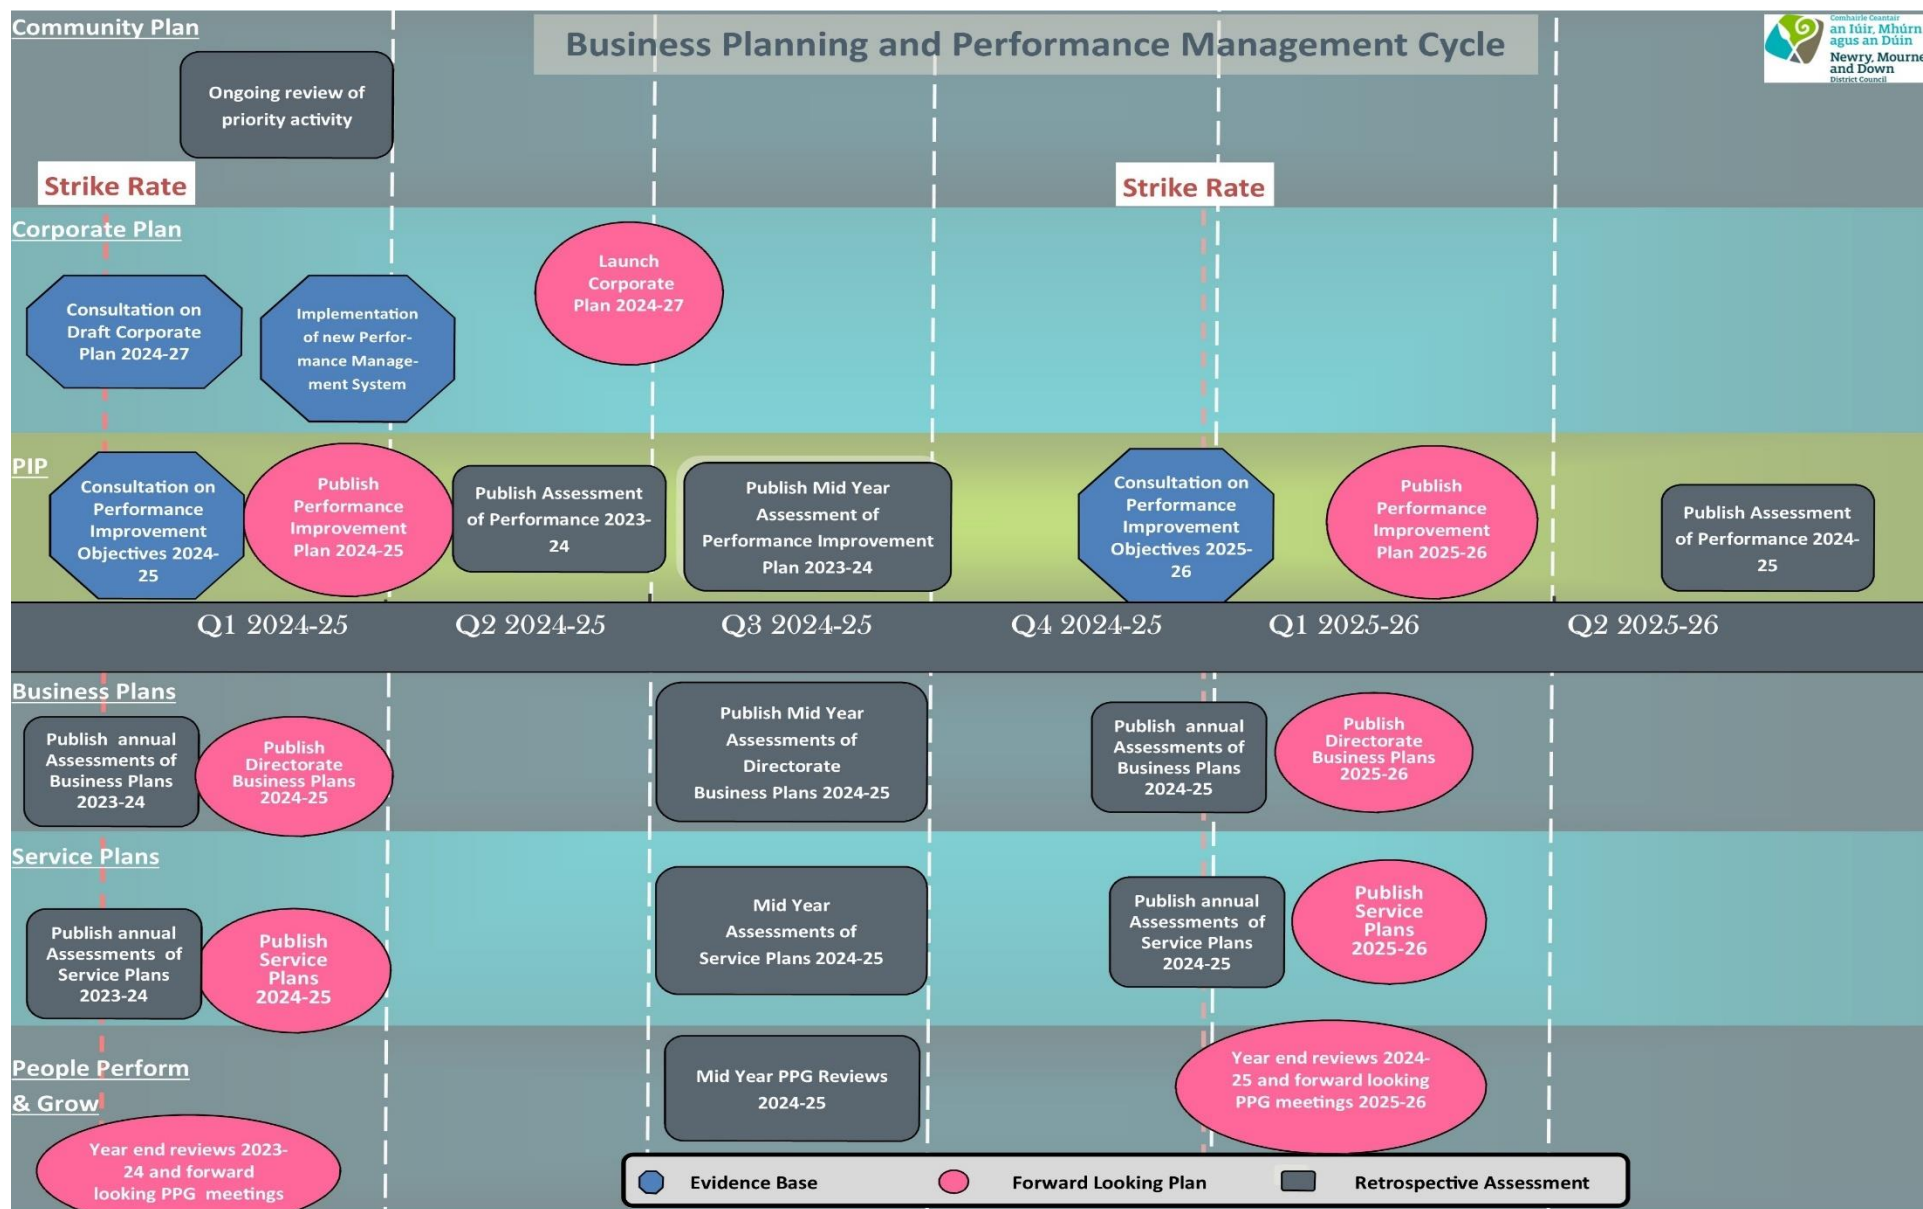 Community Plan
Business Planning and Performance Management Cycle
Comhairle Ceantair
an Iúir, Mhúrn
agus an Dúin
Newry, Mourne
and Down
District Council
Ongoing review of
priority activity
Strike Rate
Strike Rate
Corporate Plan
Consultation on
Draft Corporate
Plan 2024-27
Implementation
of new Perfor-
mance Manage-
ment System
Launch
Corporate
Plan 2024-27
PIP
Consultation on
Performance
Improvement
Objectives 2024-
25
Publish
Performance
Improvement
Plan 2024-25
Publish Assessment
of Performance 2023-
24
Publish Mid Year
Assessment of
Performance Improvement
Plan 2023-24
Consultation on
Performance
Improvement
Objectives 2025-
26
Publish
Performance
Improvement
Plan 2025-26
Publish Assessment
of Performance 2024-
25
Q1 2024-25
Q2 2024-25
Q3 2024-25
Q4 2024-25
Q1 2025-26
Q2 2025-26
Business Plans
Publish annual
Assessments of
Business Plans
2023-24
Publish
Directorate
Business Plans
2024-25
Publish Mid Year
Assessments of
Directorate
Business Plans 2024-25
Publish annual
Assessments of
Business Plans
2024-25
Publish
Directorate
Business Plans
2025-26
Service Plans
Publish annual
Assessments of
Service Plans
2023-24
Publish
Service
Plans
2024-25
Mid Year
Assessments of
Service Plans 2024-25
Publish annual
Assessments of
Service Plans
2024-25
Publish
Service
Plans
2025-26
People Perform
& Grow
Year end reviews 2023-
24 and forward
looking PPG meetings
Mid Year PPG Reviews
2024-25
Year end reviews 2024-
25 and forward looking
PPG meetings 2025-26
Evidence Base
Forward Looking Plan
Retrospective Assessment